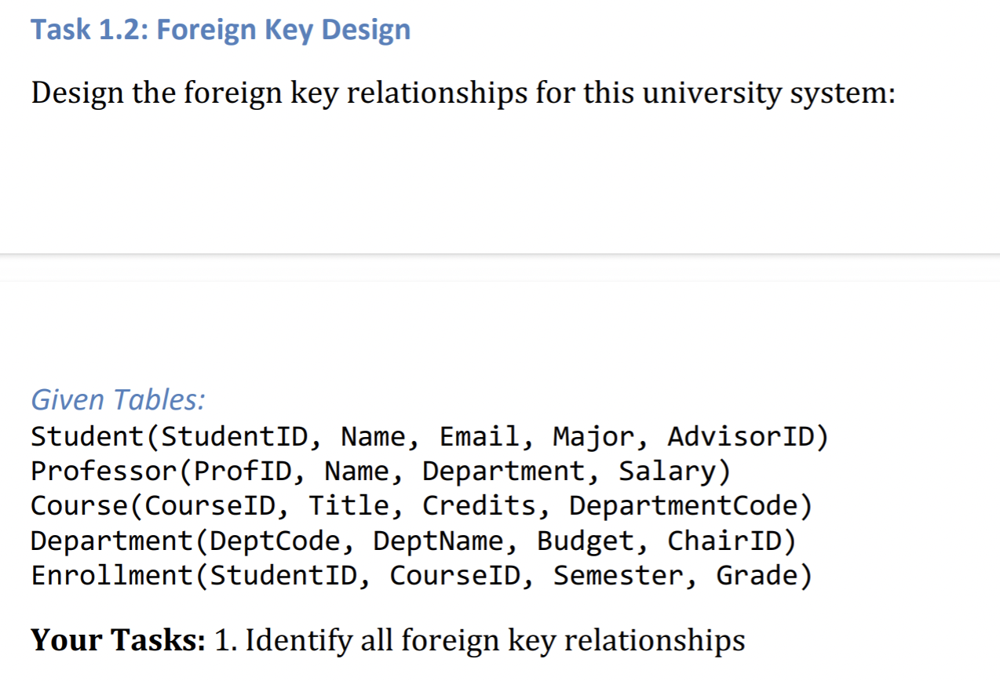 Task 1.2: Foreign Key Design
Design the foreign key relationships for this university system:
Given Tables:
Student(StudentID, Name, Email, Major, AdvisorID)
Professor(ProfID, Name, Department, Salary)
Course(CourseID, Title, Credits, DepartmentCode)
Department(DeptCode, DeptName, Budget, ChairID)
Enrollment(StudentID, CourseID, Semester, Grade)
Your Tasks: 1. Identify all foreign key relationships